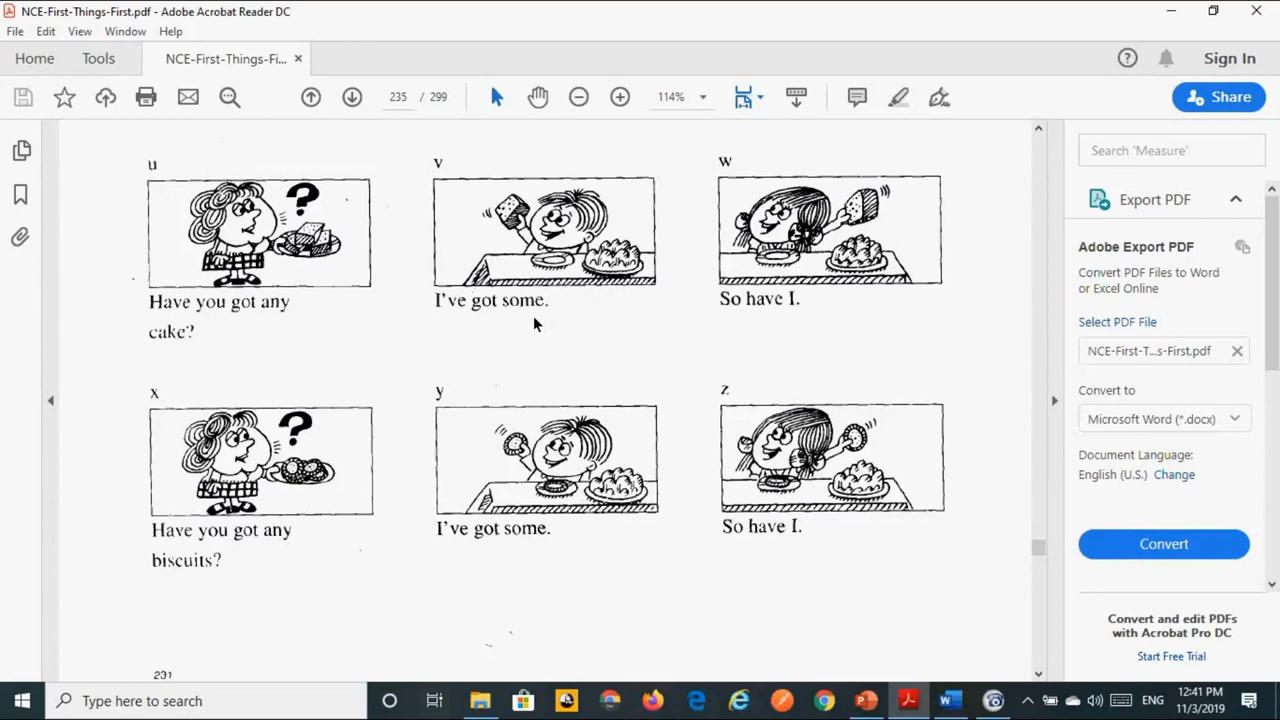 NCE-First-Things-First.pdf - Adobe Acrobat Reader DC
File Edit View Window Help
Home Tools NCE-First-Things-Fi... × Sign In
235 / 299 114% Share
u v w
? 
Have you got any
cake?
I've got some.
So have I.
x y z
?
Have you got any
biscuits?
I've got some.
So have I.
231
Search 'Measure'
Export PDF
Adobe Export PDF
Convert PDF Files to Word
or Excel Online
Select PDF File
NCE-First-T...s-First.pdf
Convert to
Microsoft Word (*.docx)
Document Language:
English (U.S.) Change
Convert
Convert and edit PDFs
with Acrobat Pro DC
Start Free Trial
Type here to search
ENG
12:41 PM
11/3/2019